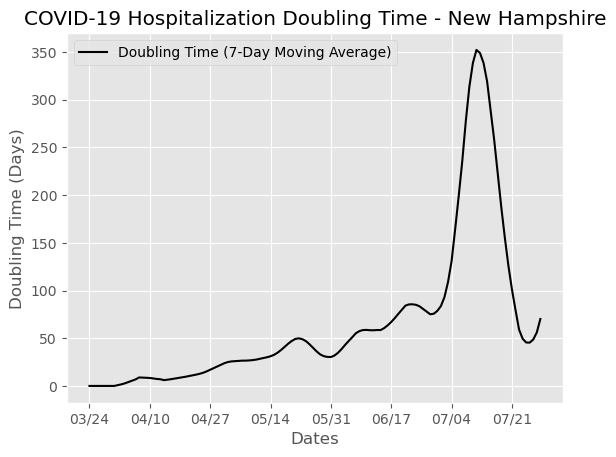 COVID-19 Hospitalization Doubling Time - New Hampshire
Doubling Time (7-Day Moving Average)
Doubling Time (Days)
350
300
250
200
150
100
50
0
03/24 04/10 04/27 05/14 05/31 06/17 07/04 07/21
Dates